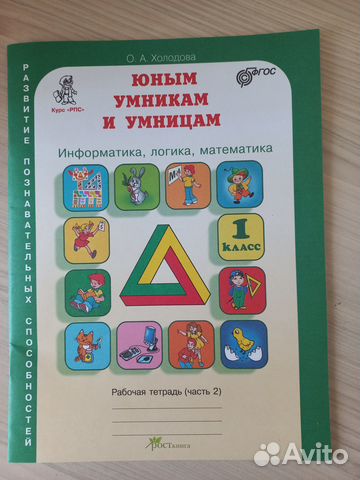 О. А. Холодова
Курс «РПС»
ФГОС
ЮНЫМ
УМНИКАМ
И УМНИЦАМ
Информатика, логика, математика
РАЗВИТИЕ ПОЗНАВАТЕЛЬНЫХ СПОСОБНОСТЕЙ
1
КЛАСС
Рабочая тетрадь (часть 2)
РОСТкнига
Avito